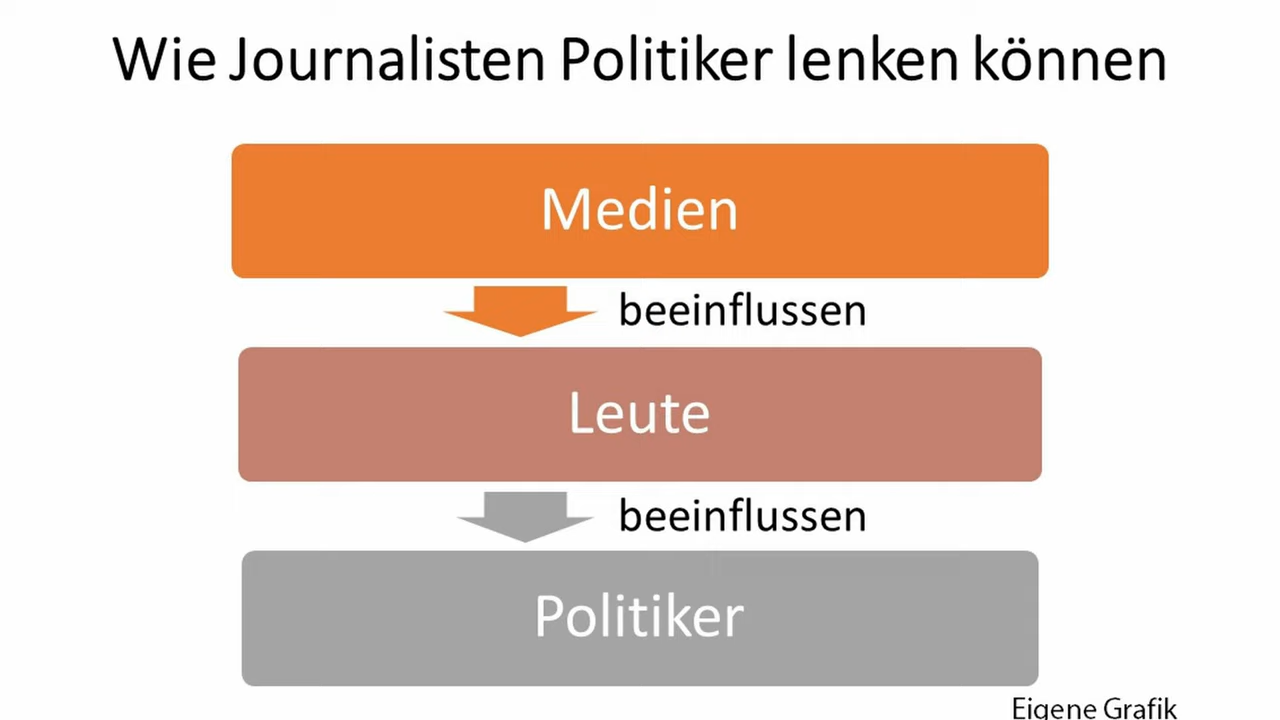 Wie Journalisten Politiker lenken können
Medien
beeinflussen
Leute
beeinflussen
Politiker
Eigene Grafik